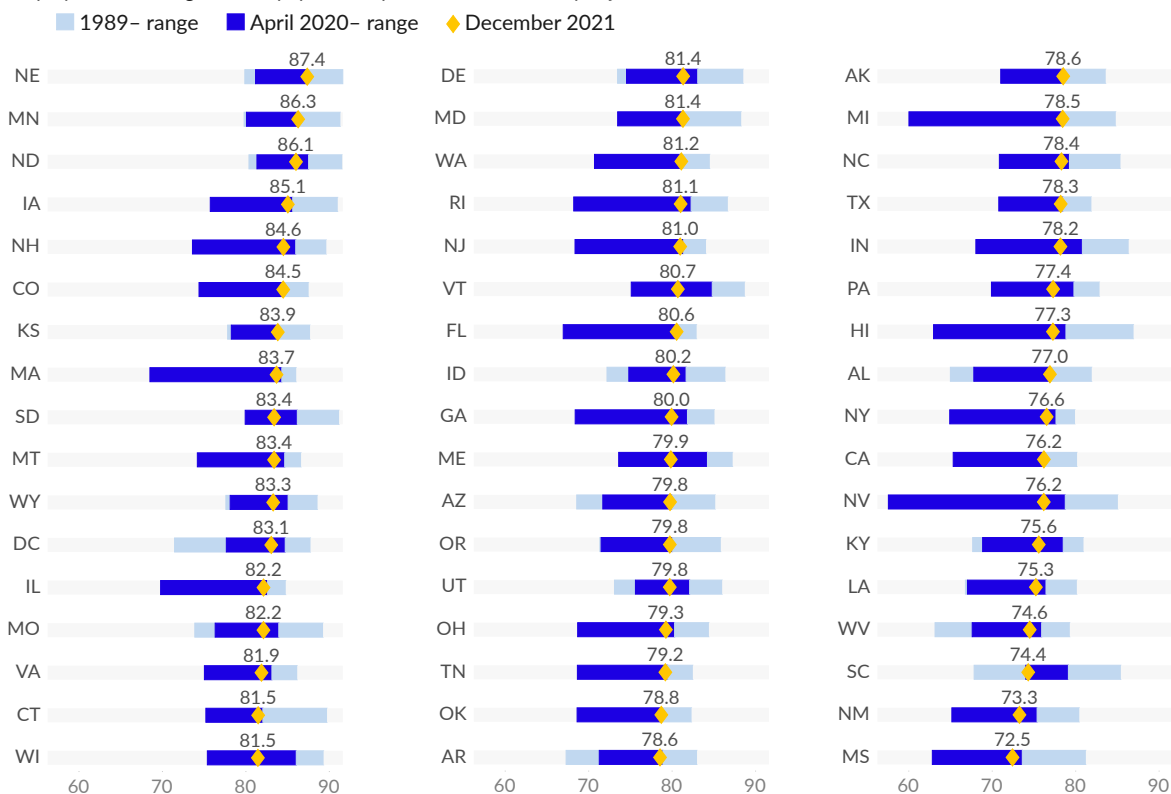 1989– range April 2020– range December 2021
NE 87.4
MN 86.3
ND 86.1
IA 85.1
NH 84.6
CO 84.5
KS 83.9
MA 83.7
SD 83.4
MT 83.4
WY 83.3
DC 83.1
IL 82.2
MO 82.2
VA 81.9
CT 81.5
WI 81.5
60 70 80 90
DE 81.4
MD 81.4
WA 81.2
RI 81.1
NJ 81.0
VT 80.7
FL 80.6
ID 80.2
GA 80.0
ME 79.9
AZ 79.8
OR 79.8
UT 79.8
OH 79.3
TN 79.2
OK 78.8
AR 78.6
60 70 80 90
AK 78.6
MI 78.5
NC 78.4
TX 78.3
IN 78.2
PA 77.4
HI 77.3
AL 77.0
NY 76.6
CA 76.2
NV 76.2
KY 75.6
LA 75.3
WV 74.6
SC 74.4
NM 73.3
MS 72.5
60 70 80 90